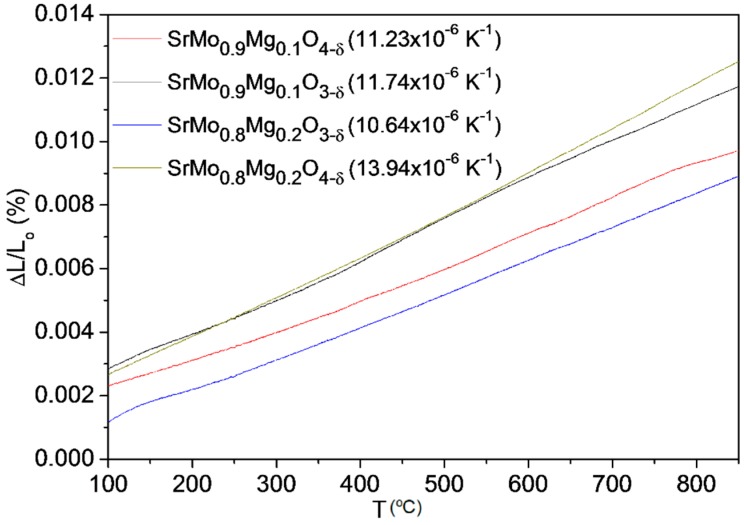 0.014
0.012
0.010
0.008
0.006
0.004
0.002
0.000
ΔL/Lo (%)
SrMo0.9Mg0.1O4-δ (11.23x10-6 K-1)
SrMo0.9Mg0.1O3-δ (11.74x10-6 K-1)
SrMo0.8Mg0.2O3-δ (10.64x10-6 K-1)
SrMo0.8Mg0.2O4-δ (13.94x10-6 K-1)
100 200 300 400 500 600 700 800
T (ºC)